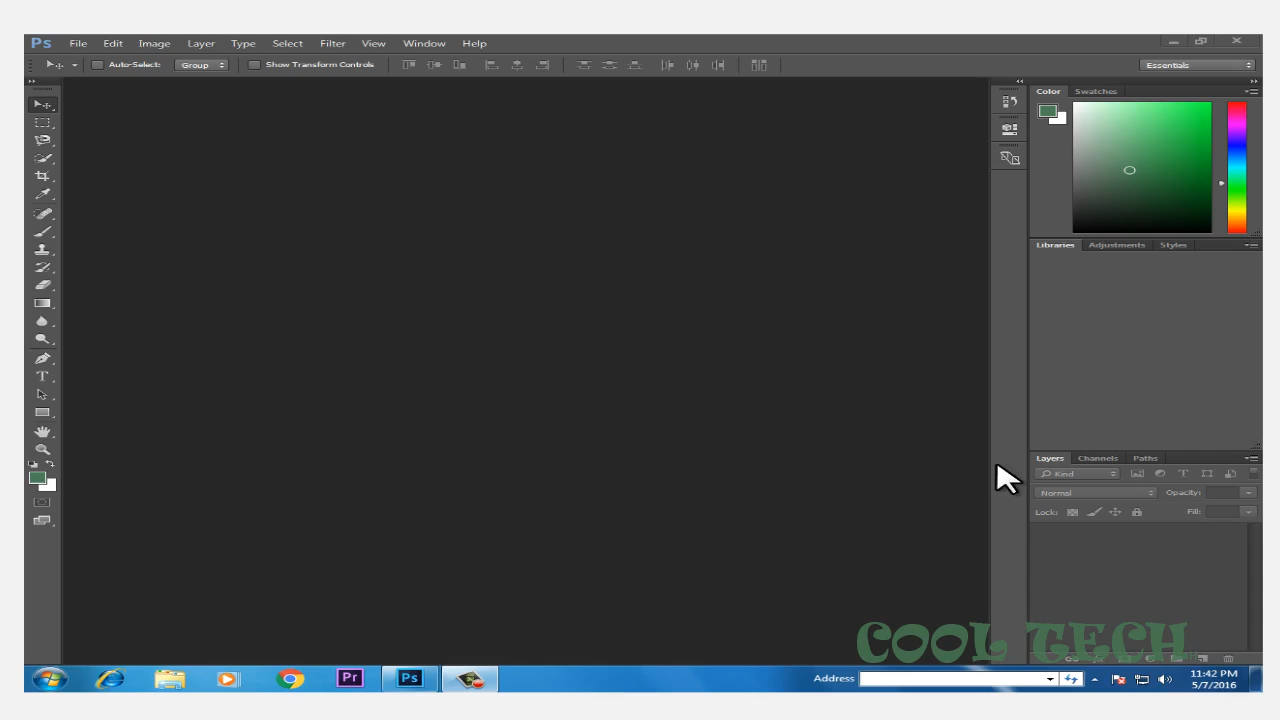 Ps File Edit Image Layer Type Select Filter View Window Help
Auto-Select: Group Show Transform Controls Essentials
Color Swatches
Libraries Adjustments Styles
Layers Channels Paths
Kind T
Normal Opacity:
Lock: Fill:
T
COOL TECH
Pr Ps Address 11:42 PM
5/7/2016